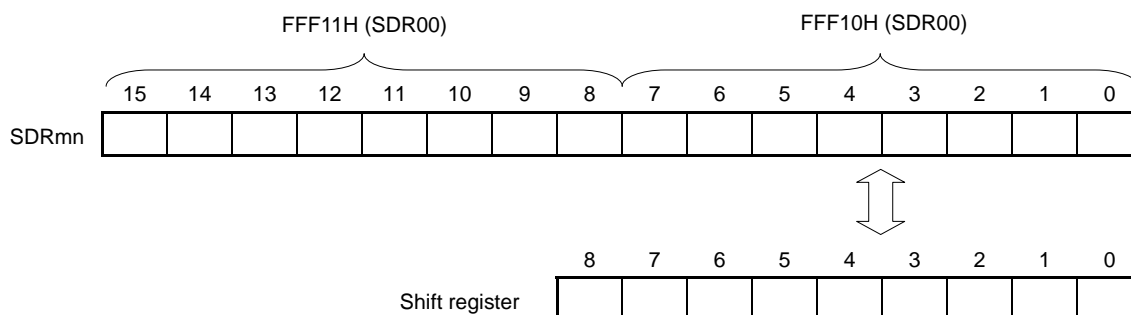 FFF11H (SDR00) FFF10H (SDR00)
15 14 13 12 11 10 9 8 7 6 5 4 3 2 1 0
SDRmn
8 7 6 5 4 3 2 1 0
Shift register